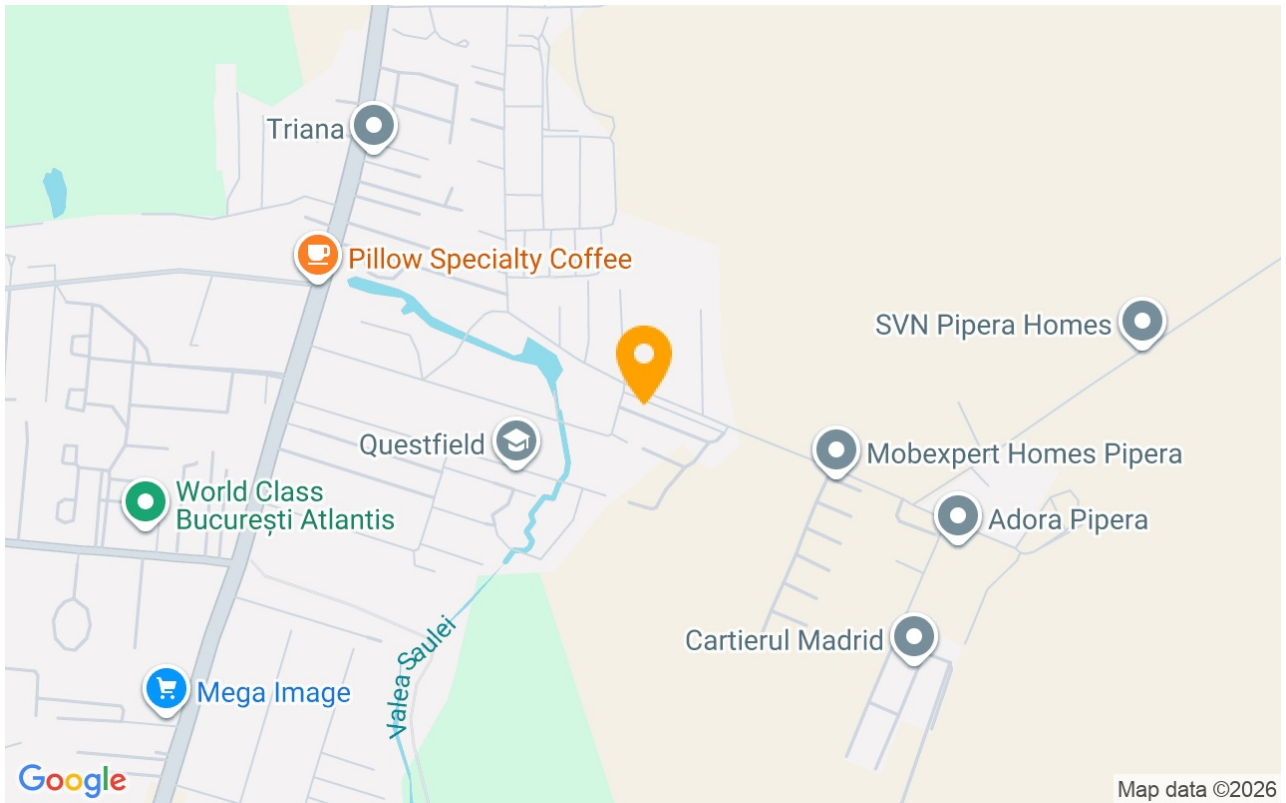 Triana
Pillow Specialty Coffee
SVN Pipera Homes
Questfield
Mobexpert Homes Pipera
World Class
București Atlantis
Adora Pipera
Valea Saulei
Cartierul Madrid
Mega Image
Google
Map data ©2026